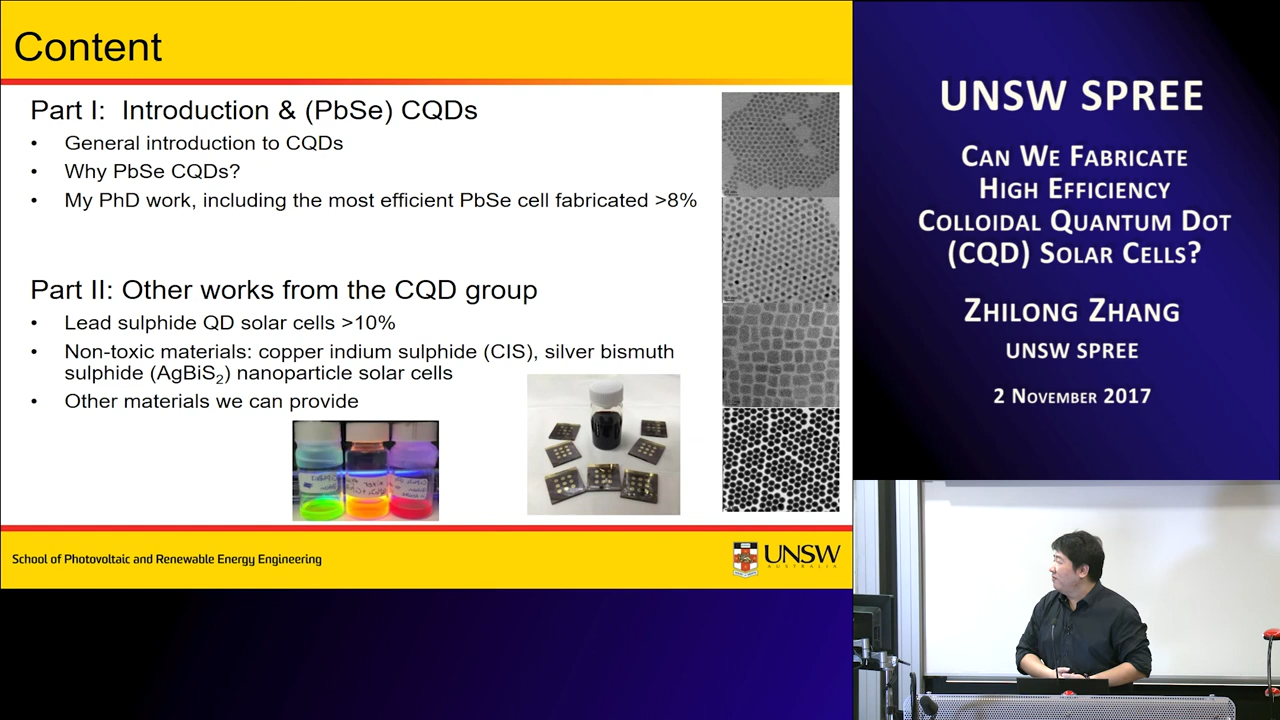 Content
Part I: Introduction & (PbSe) CQDs
• General introduction to CQDs
• Why PbSe CQDs?
• My PhD work, including the most efficient PbSe cell fabricated >8%
Part II: Other works from the CQD group
• Lead sulphide QD solar cells >10%
• Non-toxic materials: copper indium sulphide (CIS), silver bismuth
sulphide (AgBiS2) nanoparticle solar cells
• Other materials we can provide
School of Photovoltaic and Renewable Energy Engineering
UNSW
AUSTRALIA
UNSW SPREE
CAN WE FABRICATE
HIGH EFFICIENCY
COLLOIDAL QUANTUM DOT
(CQD) SOLAR CELLS?
ZHILONG ZHANG
UNSW SPREE
2 NOVEMBER 2017